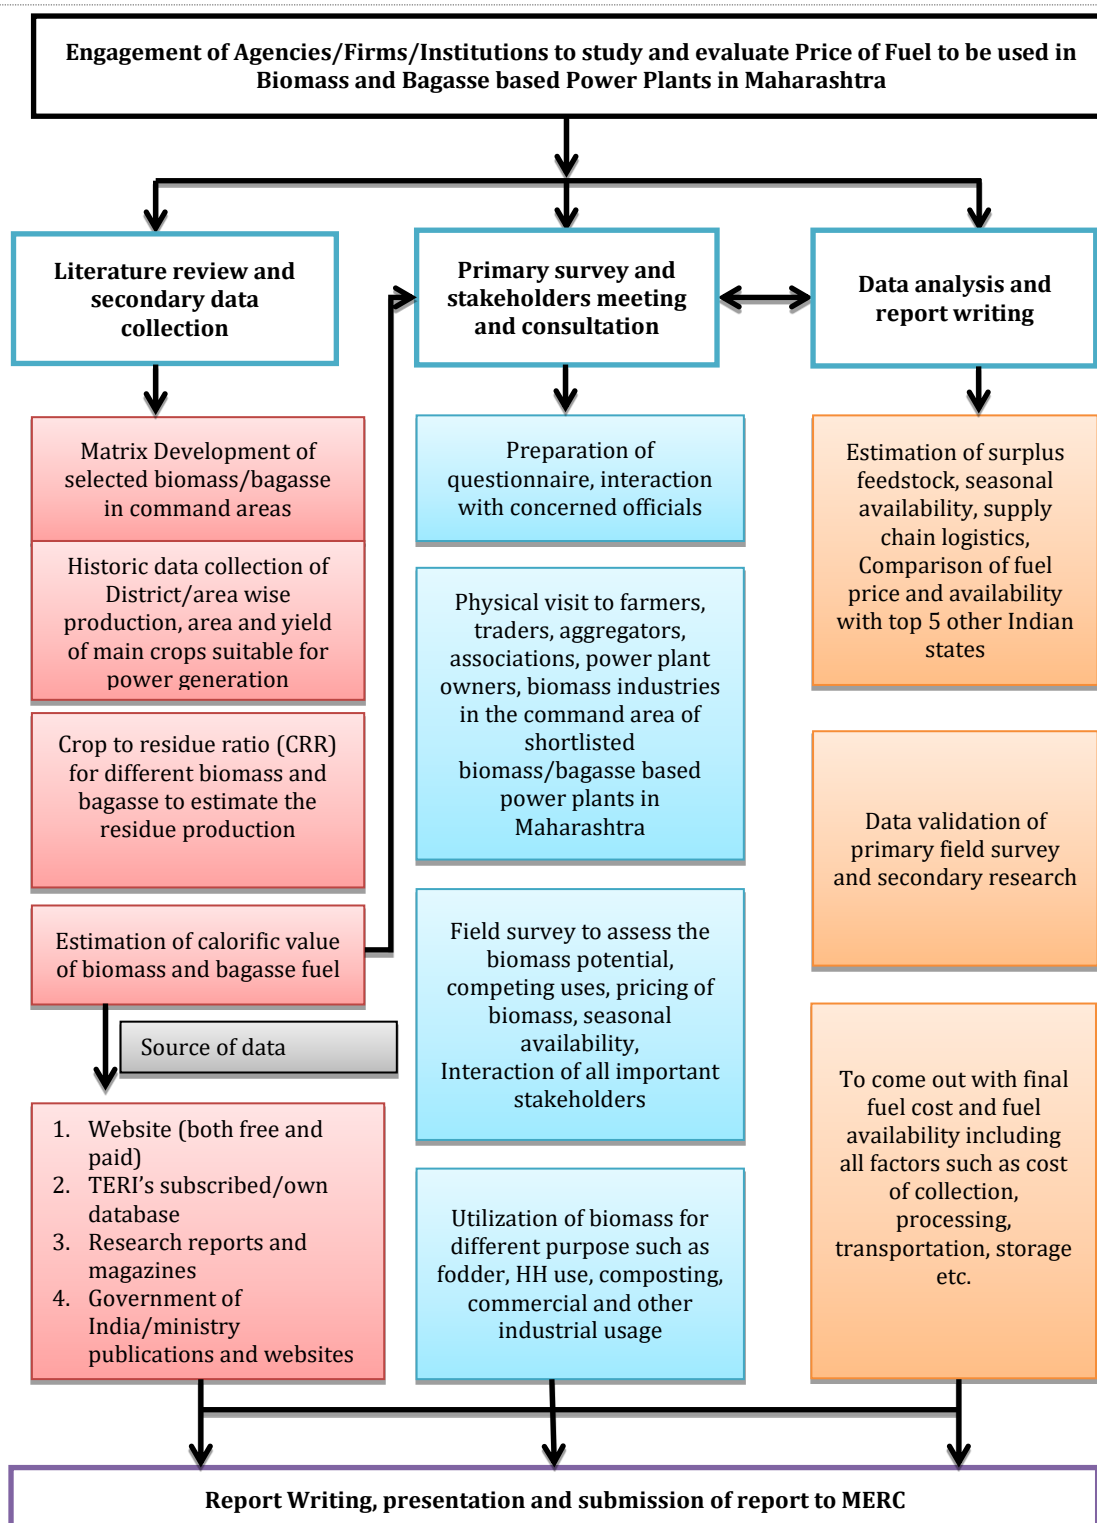 Engagement of Agencies/Firms/Institutions to study and evaluate Price of Fuel to be used in
Biomass and Bagasse based Power Plants in Maharashtra
Literature review and
secondary data
collection
Primary survey and
stakeholders meeting
and consultation
Data analysis and
report writing
Matrix Development of
selected biomass/bagasse
in command areas
Historic data collection of
District/area wise
production, area and yield
of main crops suitable for
power generation
Crop to residue ratio (CRR)
for different biomass and
bagasse to estimate the
residue production
Estimation of calorific value
of biomass and bagasse fuel
Source of data
1. Website (both free and
paid)
2. TERI's subscribed/own
database
3. Research reports and
magazines
4. Government of
India/ministry
publications and websites
Preparation of
questionnaire, interaction
with concerned officials
Physical visit to farmers,
traders, aggregators,
associations, power plant
owners, biomass industries
in the command area of
shortlisted
biomass/bagasse based
power plants in
Maharashtra
Field survey to assess the
biomass potential,
competing uses, pricing of
biomass, seasonal
availability,
Interaction of all important
stakeholders
Utilization of biomass for
different purpose such as
fodder, HH use, composting,
commercial and other
industrial usage
Estimation of surplus
feedstock, seasonal
availability, supply
chain logistics,
Comparison of fuel
price and availability
with top 5 other Indian
states
Data validation of
primary field survey
and secondary research
To come out with final
fuel cost and fuel
availability including
all factors such as cost
of collection,
processing,
transportation, storage
etc.
Report Writing, presentation and submission of report to MERC